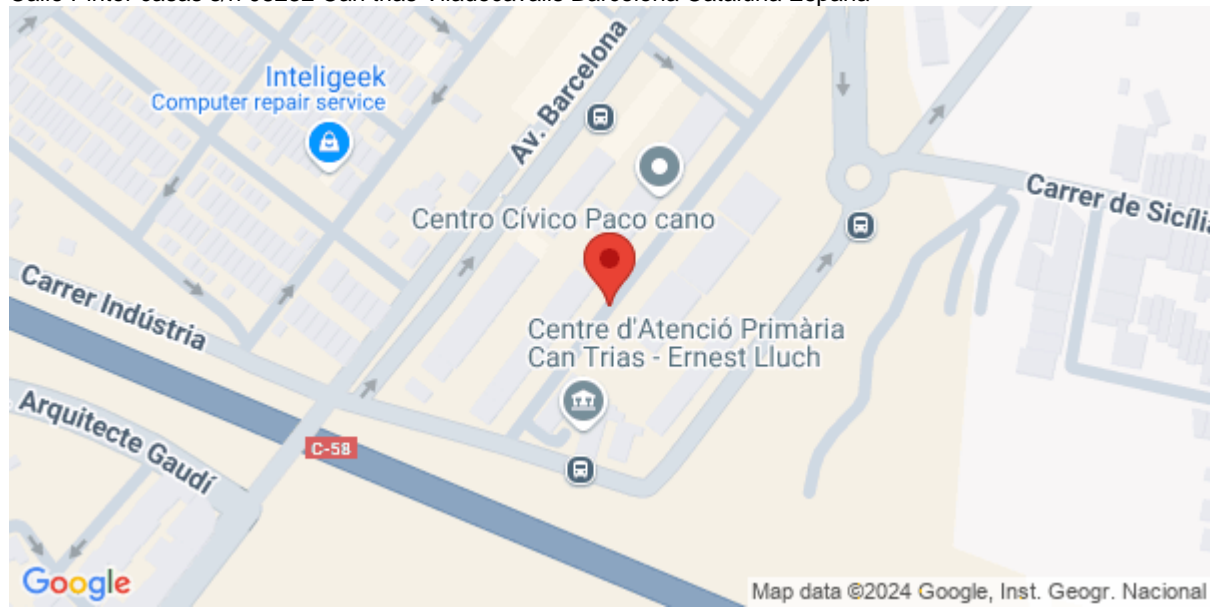 Inteligeek
Computer repair service
Av. Barcelona
Centro Cívico Paco cano
Carrer de Sicília
Carrer Indústria
Centre d'Atenció Primària
Can Trias - Ernest Lluch
Arquitecte Gaudí
C-58
Google
Map data ©2024 Google, Inst. Geogr. Nacional